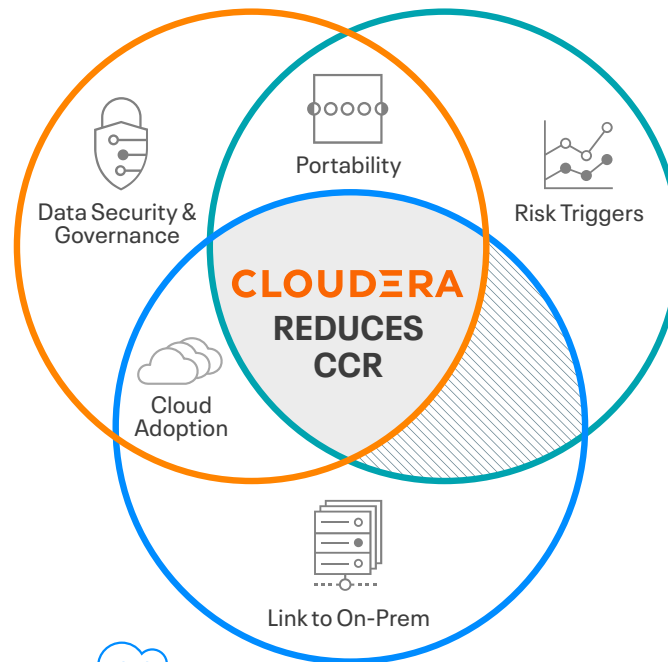 Portability
Data Security &
Governance
Risk Triggers
CLOUDERA
REDUCES
CCR
Cloud
Adoption
Link to On-Prem